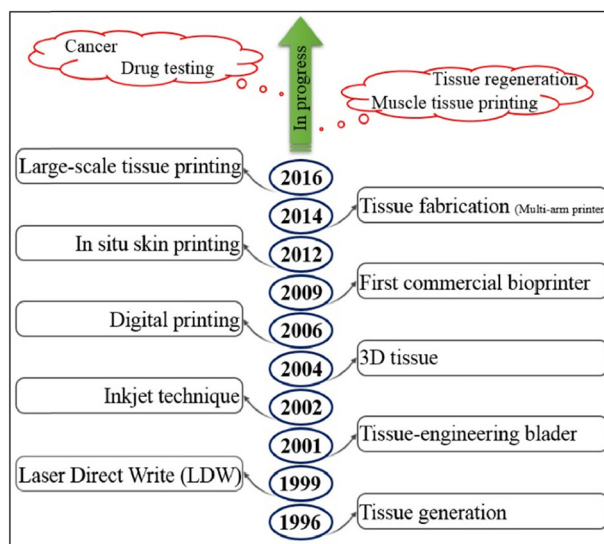 Cancer
Drug testing
In progress
Tissue regeneration
Muscle tissue printing
Large-scale tissue printing
2016
2014
Tissue fabrication (Multi-arm printer
In situ skin printing
2012
2009
First commercial bioprinter
Digital printing
2006
2004
3D tissue
Inkjet technique
2002
2001
Tissue-engineering blader
Laser Direct Write (LDW)
1999
1996
Tissue generation